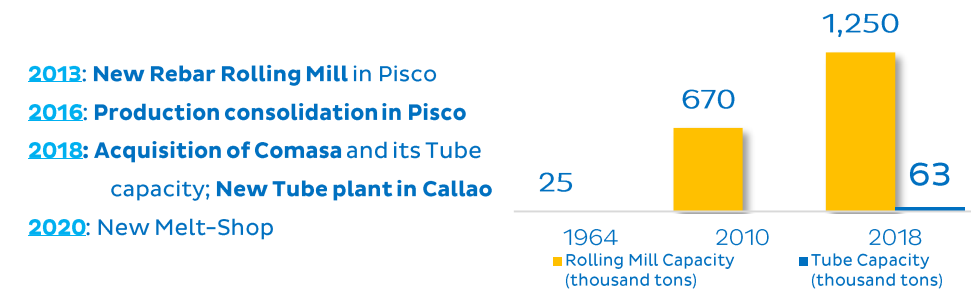 2013: New Rebar Rolling Mill in Pisco
2016: Production consolidation in Pisco
2018: Acquisition of Comasa and its Tube
capacity; New Tube plant in Callao
2020: New Melt-Shop
1,250
670
25
63
1964 2010 2018
Rolling Mill Capacity
(thousand tons)
Tube Capacity
(thousand tons)